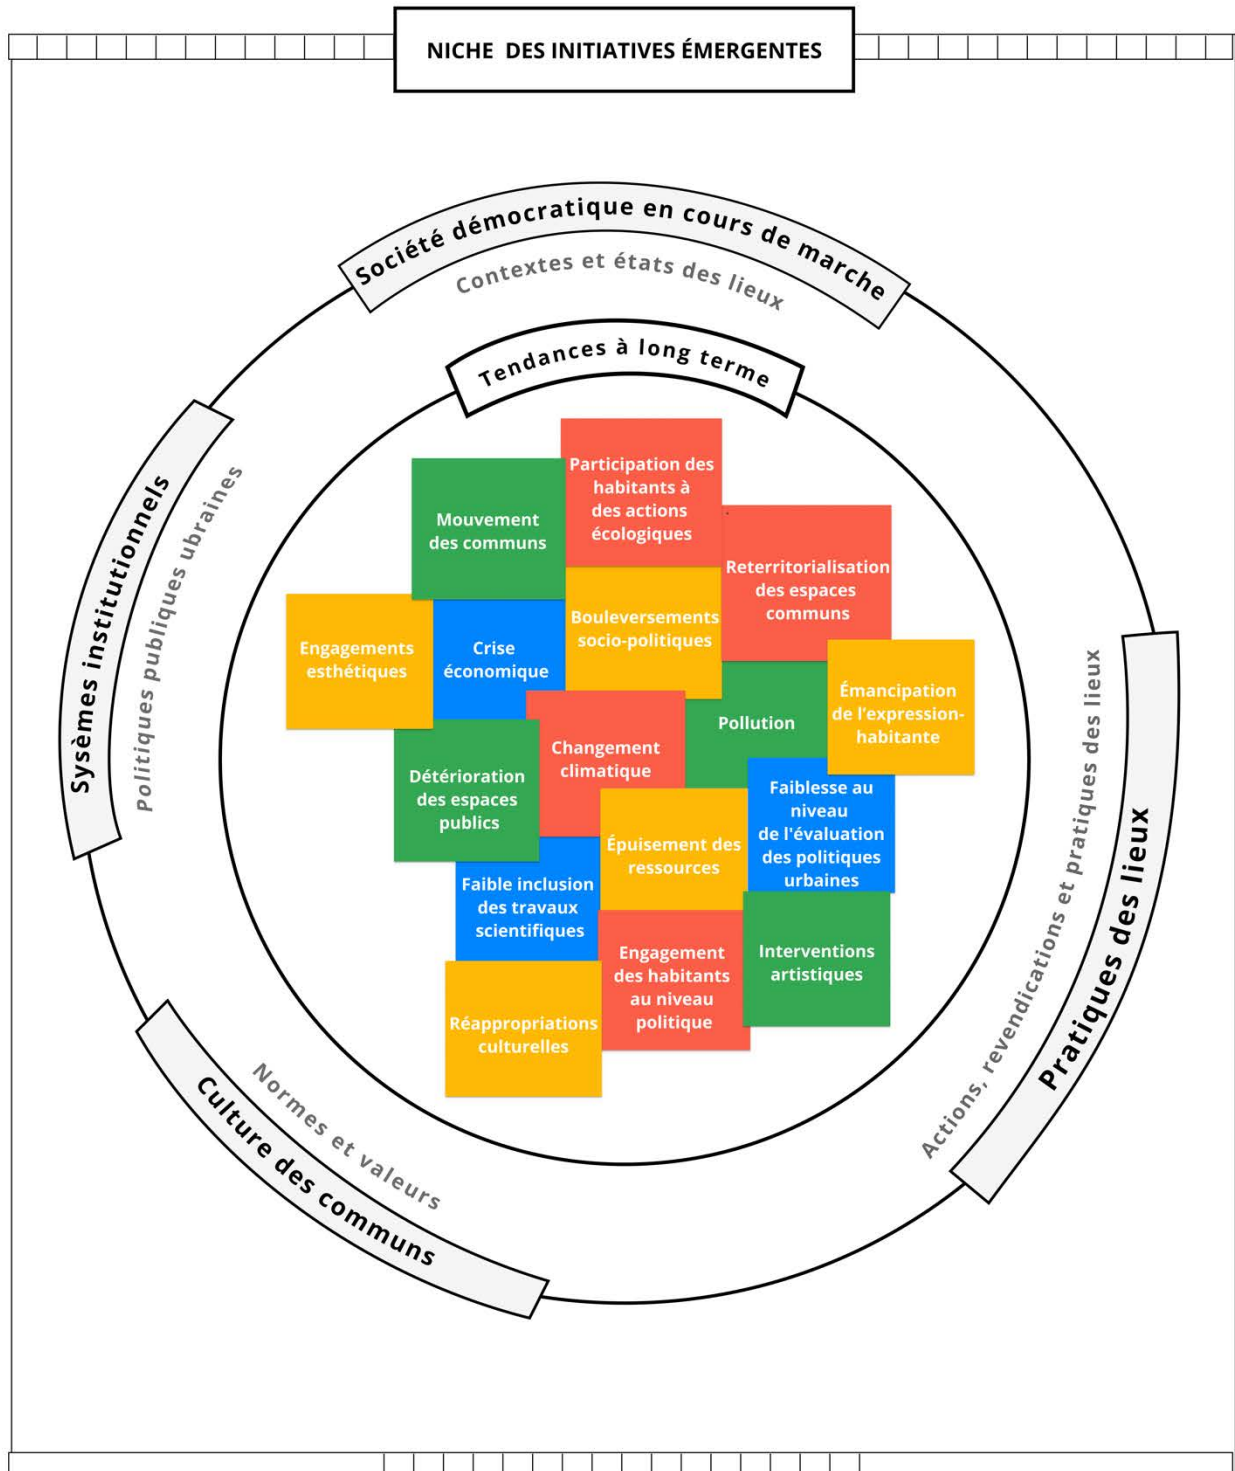 NICHE DES INITIATIVES ÉMERGENTES
Société démocratique en cours de marche
Contextes et états des lieux
Tendances à long terme
Sysèmes institutionnels
Politiques publiques ubraines
Participation des
habitants à
des actions
écologiques
Mouvement
des communs
Reterritorialisation
des espaces
communs
Bouleversements
socio-politiques
Engagements
esthétiques
Crise
économique
Émancipation
de l'expression-
habitante
Pollution
Changement
climatique
Détérioration
des espaces
publics
Faiblesse au
niveau
de l'évaluation
des politiques
urbaines
Épuisement des
ressources
Faible inclusion
des travaux
scientifiques
Engagement
des habitants
au niveau
politique
Interventions
artistiques
Réappropriations
culturelles
Actions, revendications et pratiques des lieux
Pratiques des lieux
Normes et valeurs
Culture des communs